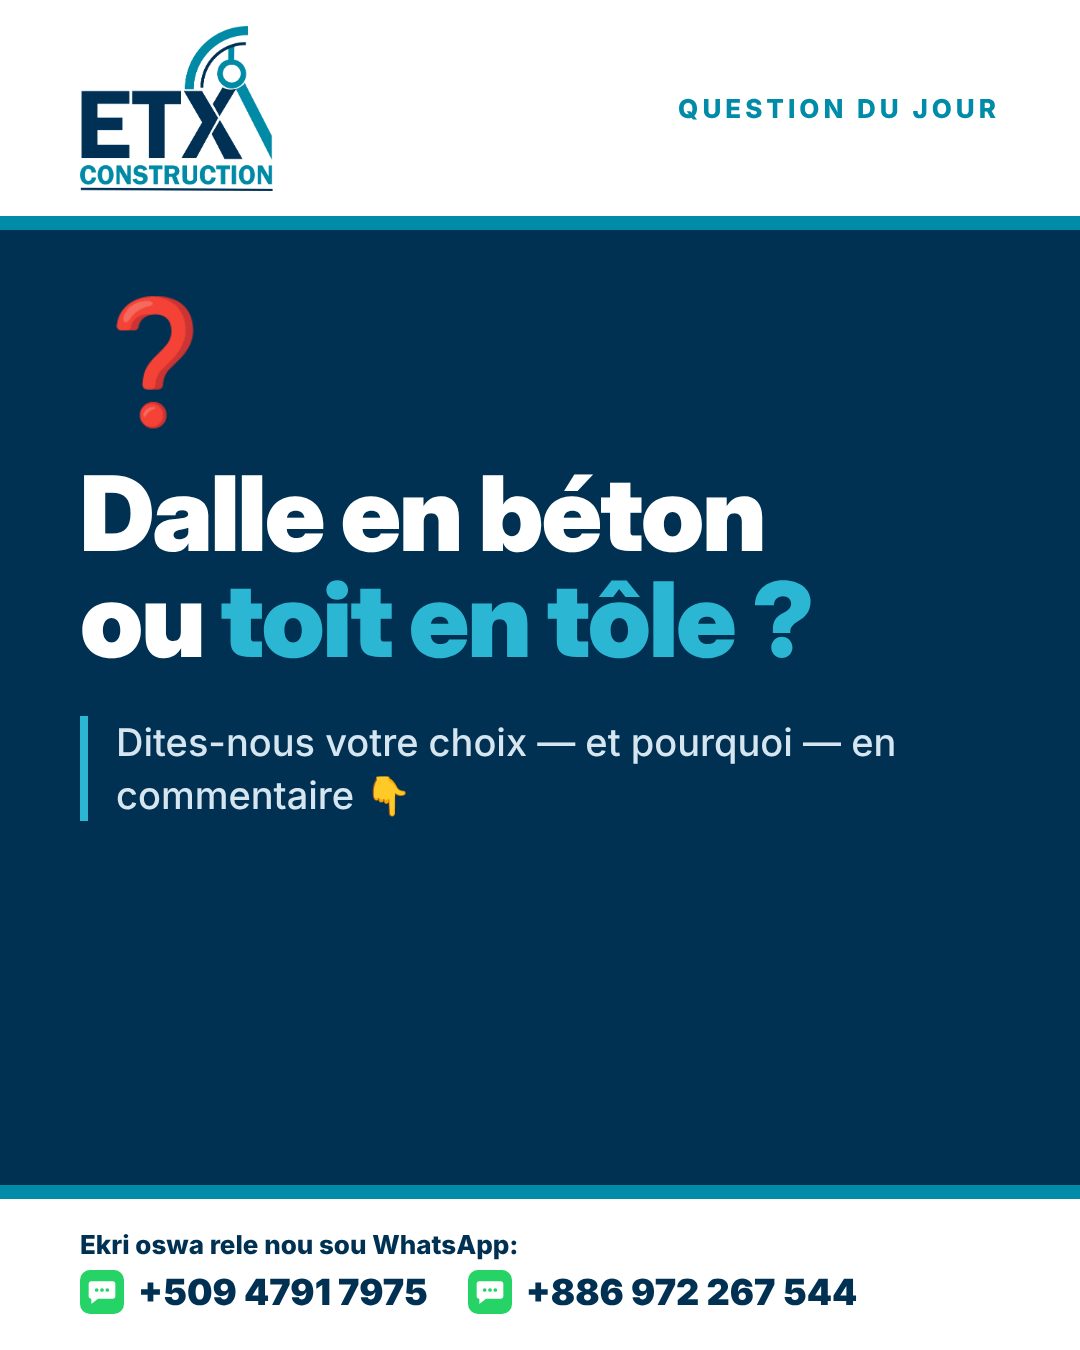 ETX
CONSTRUCTION
QUESTION DU JOUR
❓
Dalle en béton
ou toit en tôle ?
Dites-nous votre choix — et pourquoi — en
commentaire 👇
Ekri oswa rele nou sou WhatsApp:
+509 4791 7975 +886 972 267 544